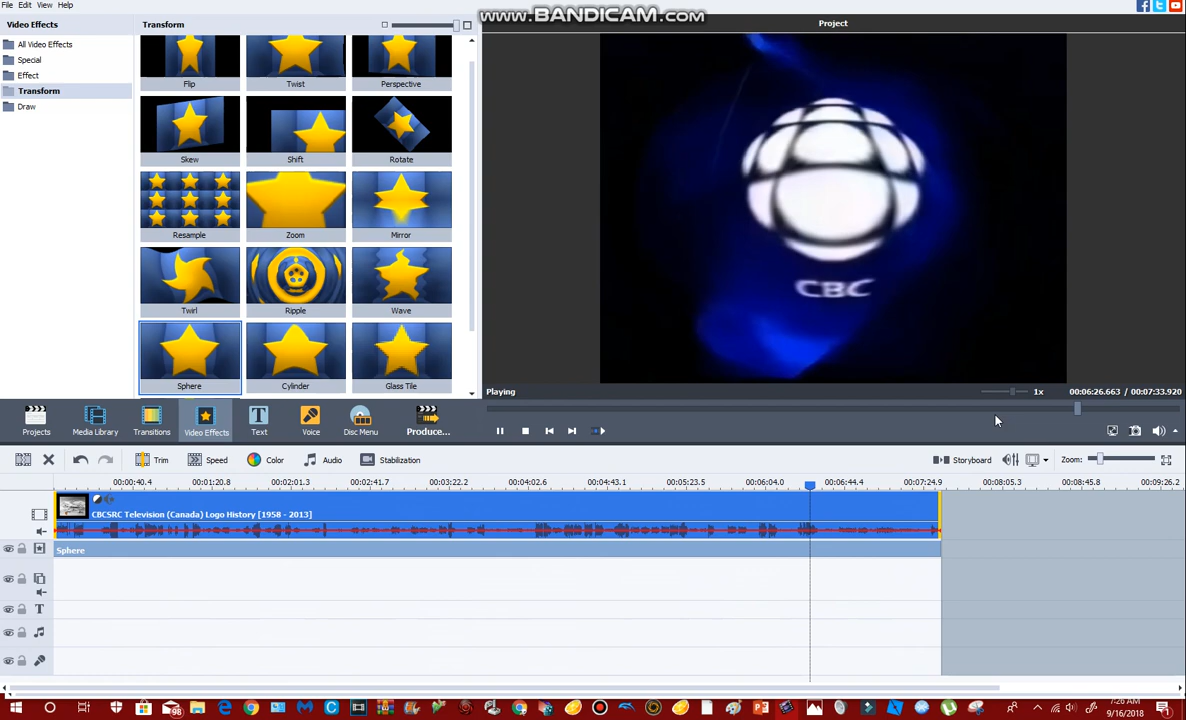 File Edit View Help
www.BANDICAM.com
Video Effects
Transform
Project
All Video Effects
Special
Effect
Transform
Draw
Flip
Twist
Perspective
Skew
Shift
Rotate
Resample
Zoom
Mirror
Twirl
Ripple
Wave
Sphere
Cylinder
Glass Tile
CBC
Playing
1x
00:06:26.663 / 00:07:33.920
Projects
Media Library
Transitions
Video Effects
Text
Voice
Disc Menu
Produce...
Trim
Speed
Color
Audio
Stabilization
Storyboard
Zoom:
00:00:40.4 00:01:20.8 00:02:01.3 00:02:41.7 00:03:22.2 00:04:02.6 00:04:43.1 00:05:23.5 00:06:04.0 00:06:44.4 00:07:24.9 00:08:05.3 00:08:45.8 00:09:26.2
CBCSRC Television (Canada) Logo History [1958 - 2013]
Sphere
T
98
7:26 AM
9/16/2018
1